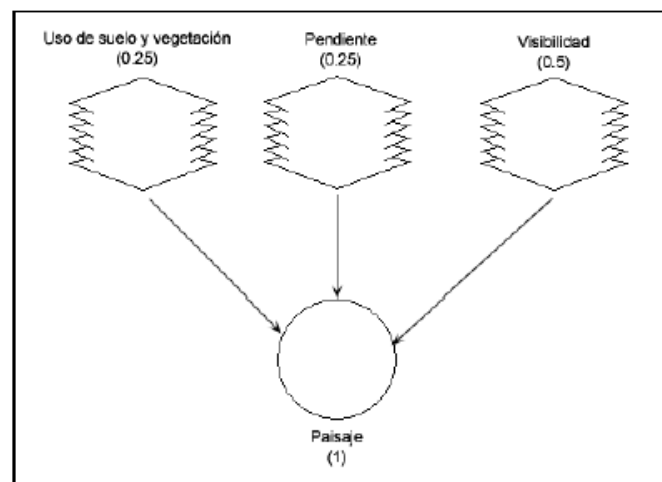 Uso de suelo y vegetación
(0.25)
Pendiente
(0.25)
Visibilidad
(0.5)
Paisaje
(1)